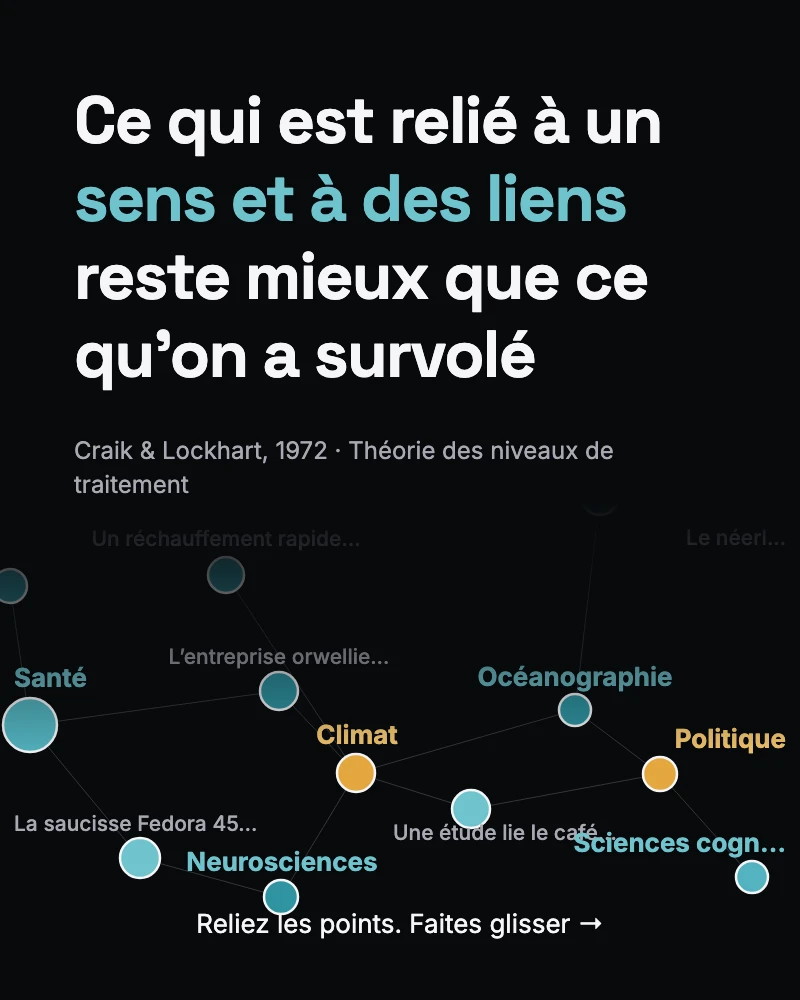 Ce qui est relié à un
sens et à des liens
reste mieux que ce
qu’on a survolé
Craik & Lockhart, 1972 · Théorie des niveaux de
traitement
Un réchauffement rapide...
Le néerl...
L’entreprise orwellie...
Santé
Océanographie
Climat
Politique
La saucisse Fedora 45...
Une étude lie le café...
Sciences cogn...
Neurosciences
Reliez les points. Faites glisser →